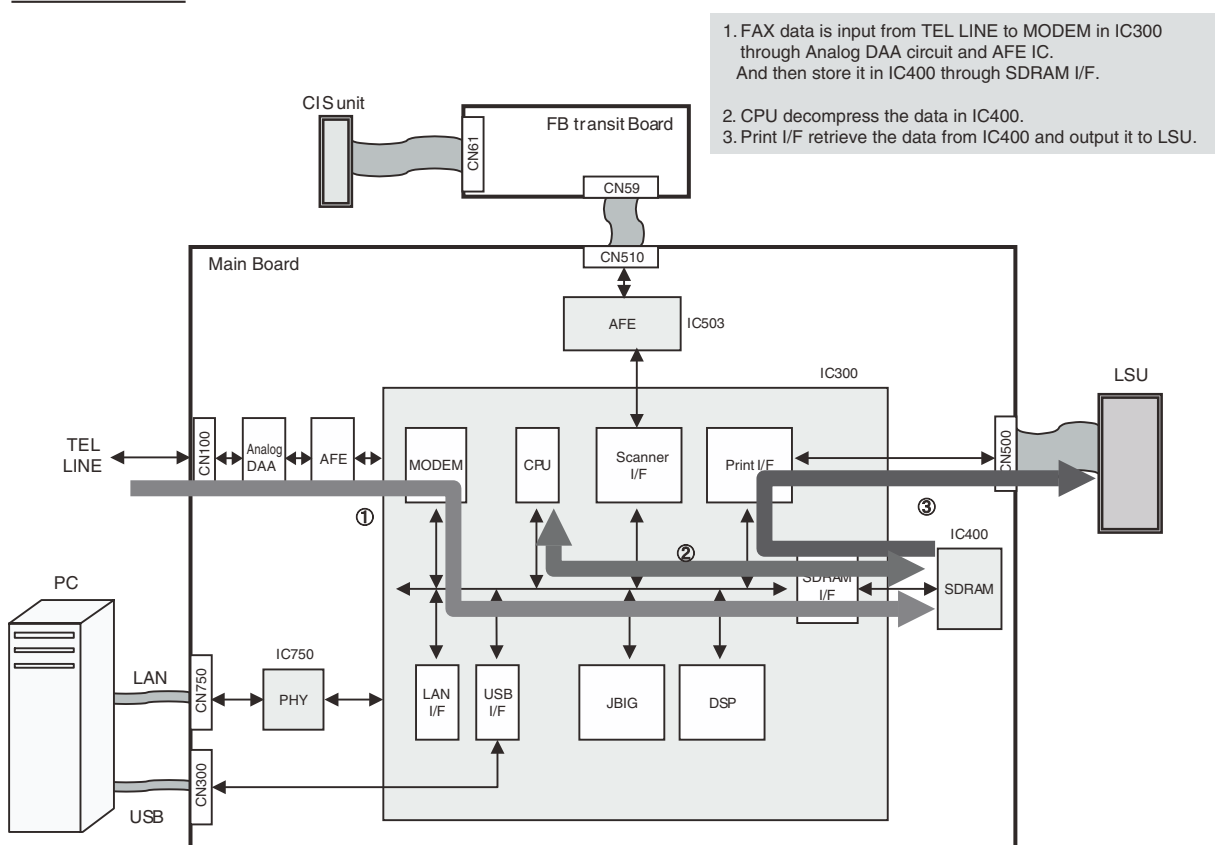 1. FAX data is input from TEL LINE to MODEM in IC300
through Analog DAA circuit and AFE IC.
And then store it in IC400 through SDRAM I/F.
2. CPU decompress the data in IC400.
3. Print I/F retrieve the data from IC400 and output it to LSU.
CIS unit
FB transit Board
CN61
CN59
CN510
Main Board
AFE
IC503
IC300
LSU
TEL
LINE
CN100
Analog
DAA
AFE
MODEM
CPU
Scanner
I/F
Print I/F
CN500
①
②
③
IC400
SDRAM
I/F
SDRAM
PC
LAN
CN750
IC750
PHY
LAN
I/F
USB
I/F
JBIG
DSP
CN300
USB